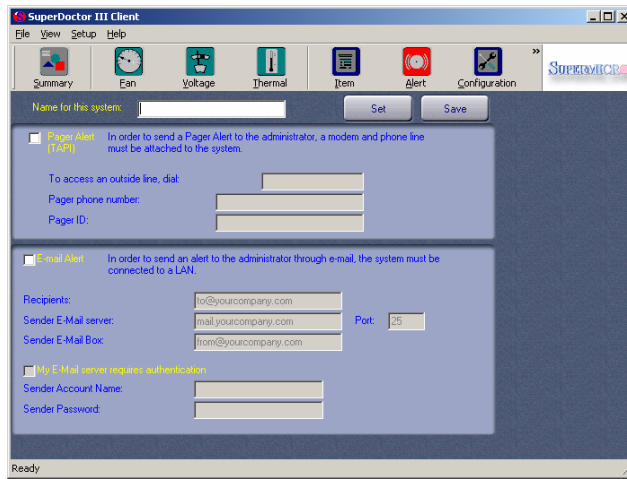 SuperDoctor III Client
File View Setup Help
Summary Fan Voltage Thermal Item Alert Configuration » SUPERMICRO
Name for this system: Set Save
Pager Alert (TAPI)
In order to send a Pager Alert to the administrator, a modem and phone line
must be attached to the system.
To access an outside line, dial:
Pager phone number:
Pager ID:
E-mail Alert
In order to send an alert to the administrator through e-mail, the system must be
connected to a LAN.
Recipients: to@yourcompany.com
Sender E-Mail server: mail.yourcompany.com Port: 25
Sender E-Mail Box: from@yourcompany.com
My E-Mail server requires authentication
Sender Account Name:
Sender Password:
Ready